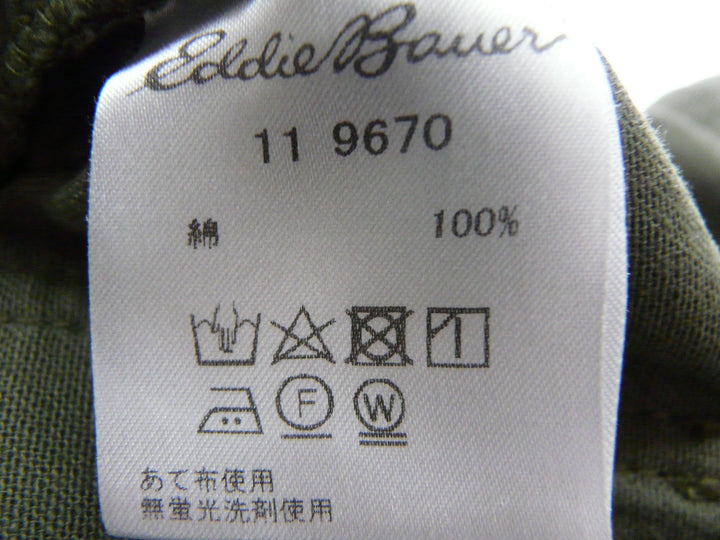 Eddie Bauer
11 9670
綿 100%
F W
あて布使用
無蛍光洗剤使用